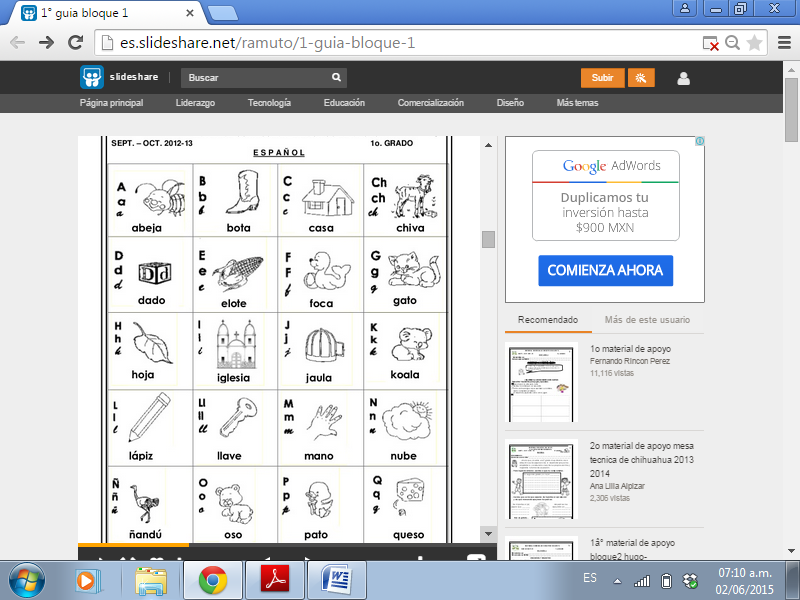 1° guia bloque 1
es.slideshare.net/ramuto/1-guia-bloque-1
slideshare
Buscar
Subir
Página principal
Liderazgo
Tecnología
Educación
Comercialización
Diseño
Más temas
SEPT. – OCT. 2012-13
1o. GRADO
ESPAÑOL
A B C Ch
a b c ch
a b c ch
abeja bota casa chiva
D E F G
d e F g
d e f g
dado elote foca gato
H I J K
h i j k
h i j k
hoja iglesia jaula koala
L Ll M N
l ll m n
l ll m n
lápiz llave mano nube
Ñ O P Q
ñ o p q
ñ o p q
ñandú oso pato queso
Google AdWords
Duplicamos tu
inversión hasta
$900 MXN
COMIENZA AHORA
Recomendado
Más de este usuario
1o material de apoyo
Fernando Rincon Perez
11,116 vistas
2o material de apoyo mesa
tecnica de chihuahua 2013
2014
Ana Lilia Alpizar
2,306 vistas
1å° material de apoyo
bloque2 hugo-
ES
07:10 a.m.
02/06/2015